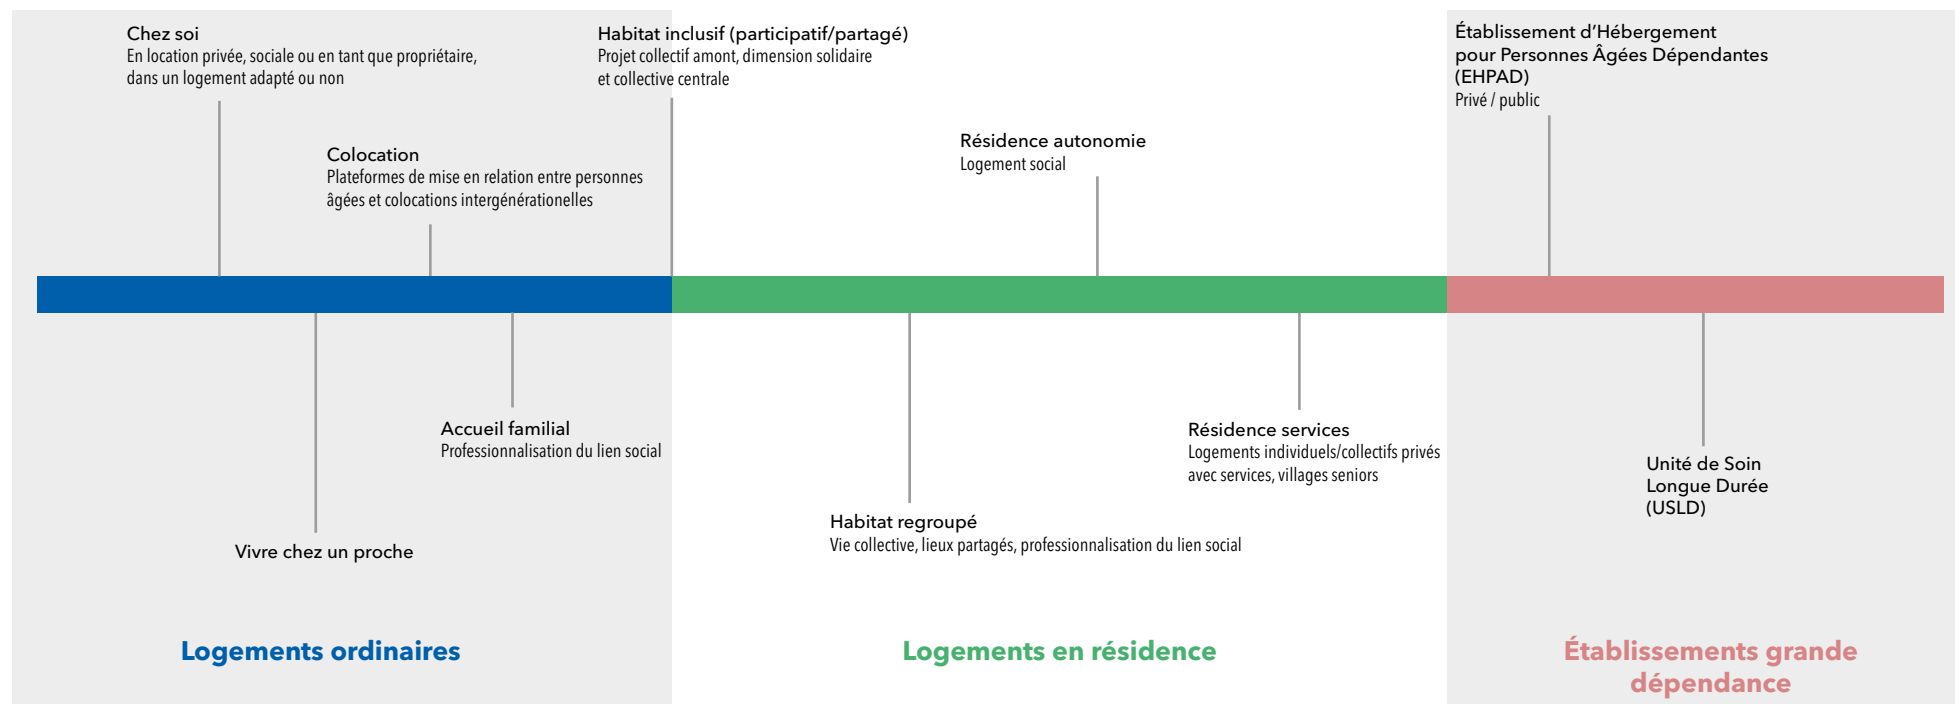 Chez soi
En location privée, sociale ou en tant que propriétaire,
dans un logement adapté ou non
Colocation
Plateformes de mise en relation entre personnes
âgées et colocations intergénérationelles
Habitat inclusif (participatif/partagé)
Projet collectif amont, dimension solidaire
et collective centrale
Résidence autonomie
Logement social
Établissement d’Hébergement
pour Personnes Âgées Dépendantes
(EHPAD)
Privé / public
Vivre chez un proche
Accueil familial
Professionnalisation du lien social
Habitat regroupé
Vie collective, lieux partagés, professionnalisation du lien social
Résidence services
Logements individuels/collectifs privés
avec services, villages seniors
Unité de Soin
Longue Durée
(USLD)
Logements ordinaires
Logements en résidence
Établissements grande
dépendance